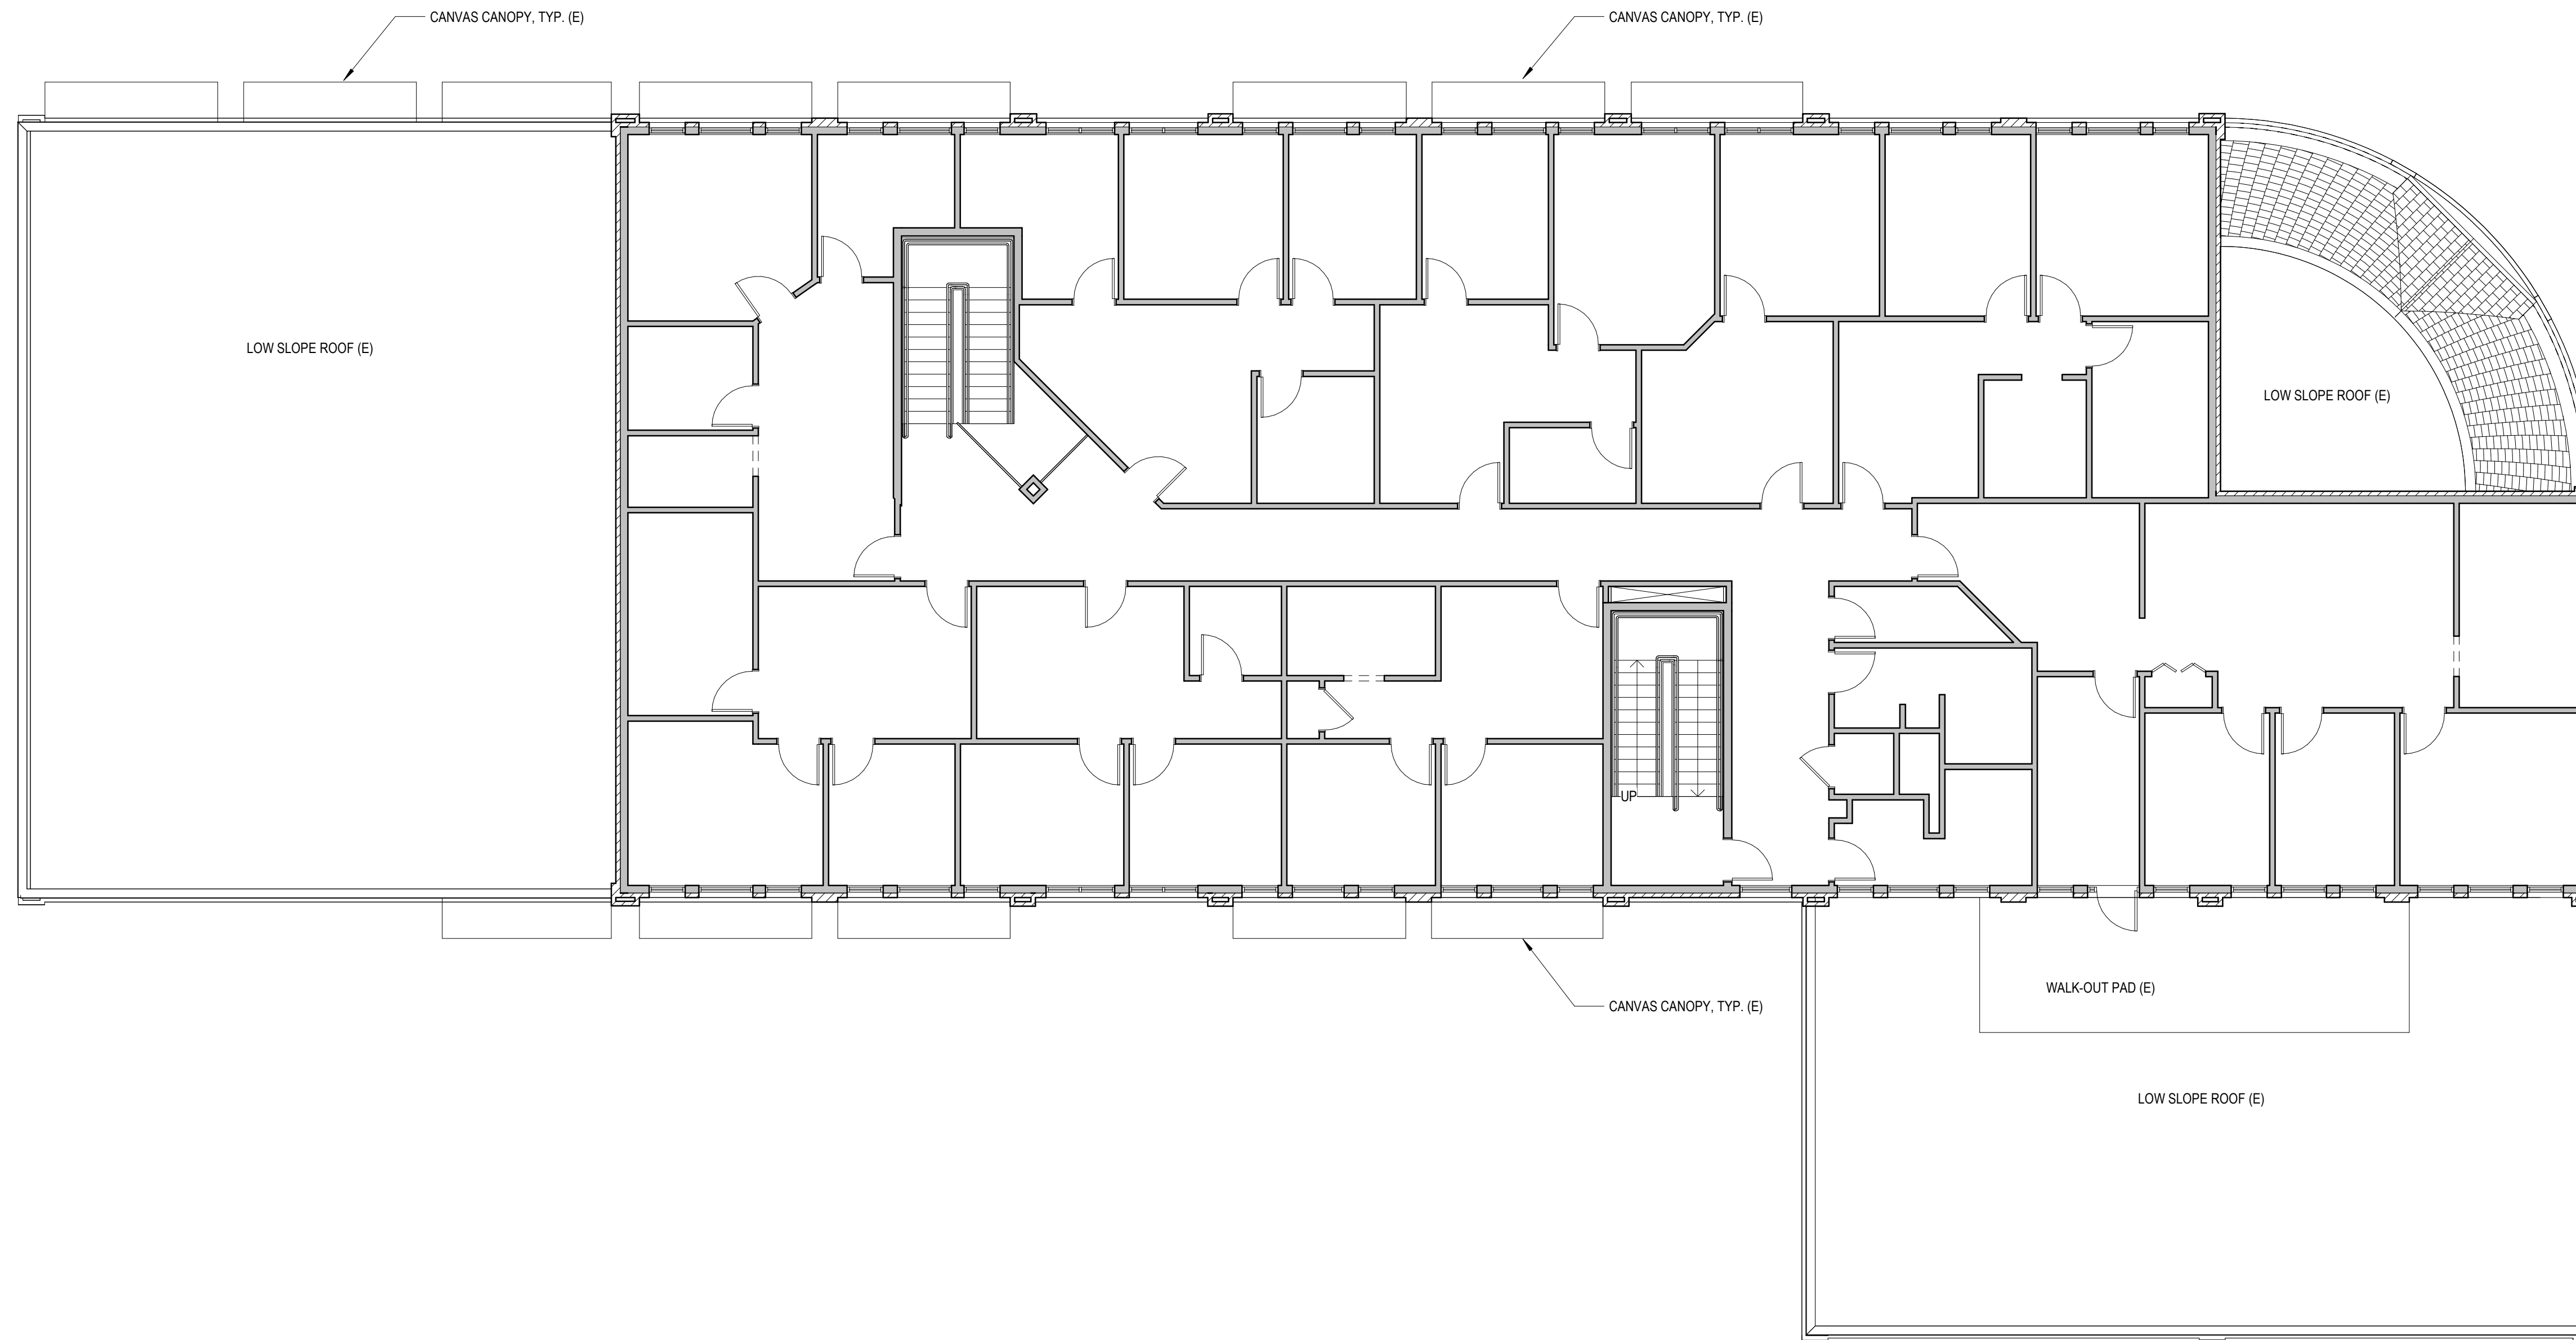 CANVAS CANOPY, TYP. (E)
CANVAS CANOPY, TYP. (E)
LOW SLOPE ROOF (E)
LOW SLOPE ROOF (E)
UP
WALK-OUT PAD (E)
CANVAS CANOPY, TYP. (E)
LOW SLOPE ROOF (E)